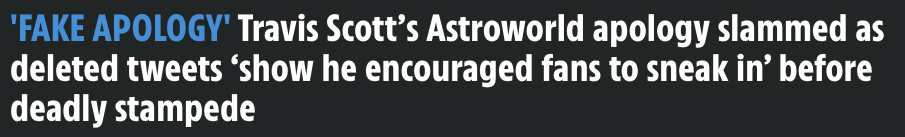 'FAKE APOLOGY' Travis Scott’s Astroworld apology slammed as
deleted tweets ‘show he encouraged fans to sneak in’ before
deadly stampede